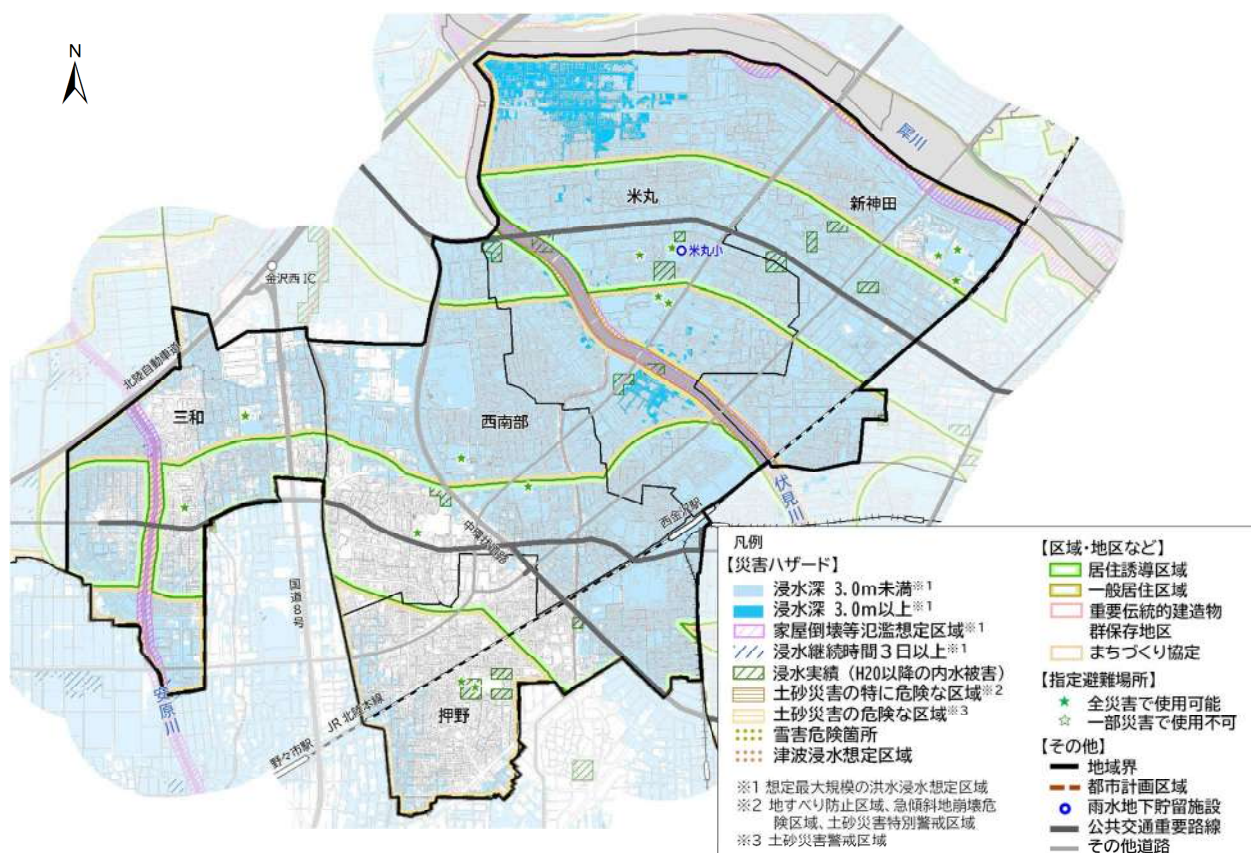 N
犀川
米丸
新神田
米丸小
金沢西IC
北陸自動車道
三和
西南部
伏見川
西金沢駅
中環状道路
国道8号
安原川
JR 北陸本線
野々市駅
押野
凡例
【災害ハザード】
浸水深 3.0m未満※1
浸水深 3.0m以上※1
家屋倒壊等氾濫想定区域※1
浸水継続時間3日以上※1
浸水実績（H20以降の内水被害）
土砂災害の特に危険な区域※2
土砂災害の危険な区域※3
雪害危険箇所
津波浸水想定区域
※1 想定最大規模の洪水浸水想定区域
※2 地すべり防止区域、急傾斜地崩壊危
険区域、土砂災害特別警戒区域
※3 土砂災害警戒区域
【区域・地区など】
居住誘導区域
一般居住区域
重要伝統的建造物
群保存地区
まちづくり協定
【指定避難場所】
全災害で使用可能
一部災害で使用不可
【その他】
地域界
都市計画区域
雨水地下貯留施設
公共交通重要路線
その他道路